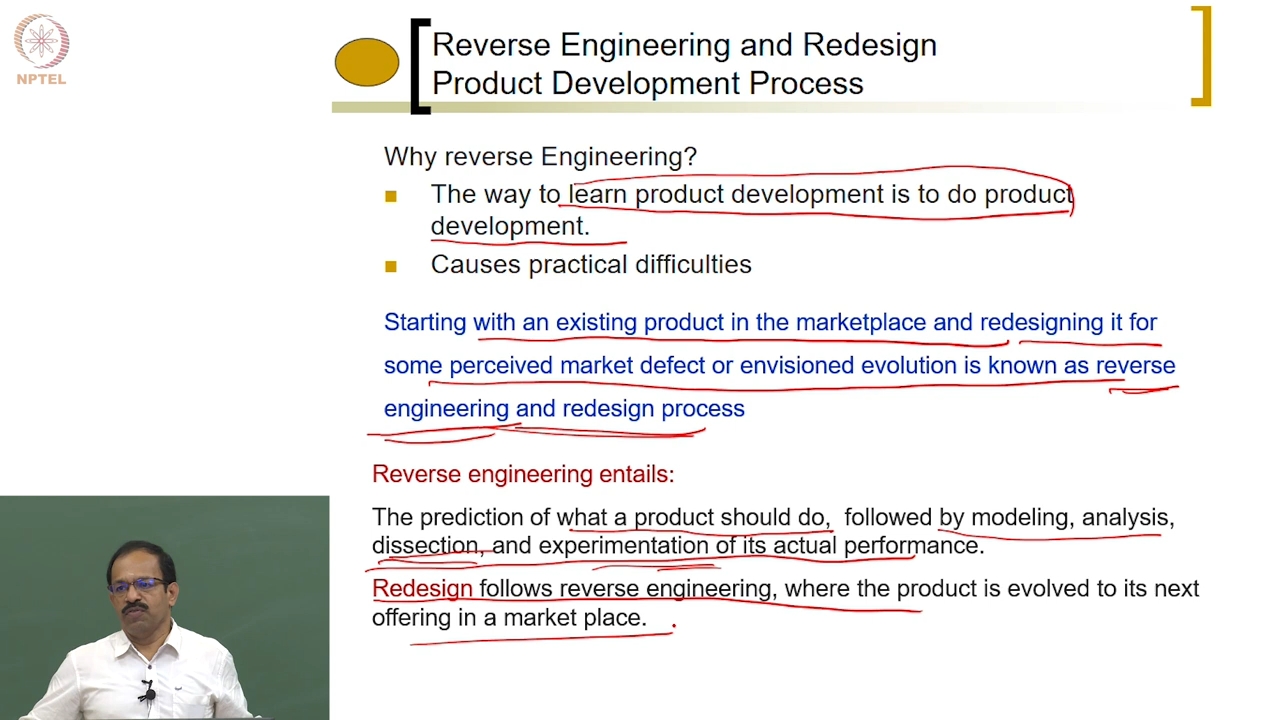 NPTEL
Reverse Engineering and Redesign
Product Development Process
Why reverse Engineering?
The way to learn product development is to do product
development.
Causes practical difficulties
Starting with an existing product in the marketplace and redesigning it for
some perceived market defect or envisioned evolution is known as reverse
engineering and redesign process
Reverse engineering entails:
The prediction of what a product should do, followed by modeling, analysis,
dissection, and experimentation of its actual performance.
Redesign follows reverse engineering, where the product is evolved to its next
offering in a market place.